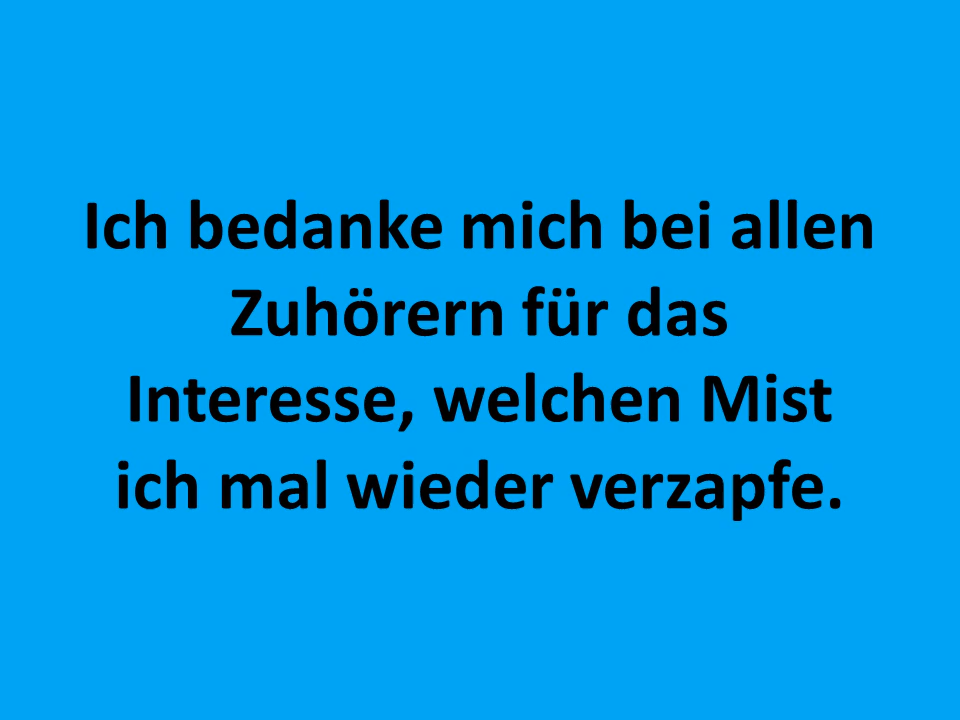 Ich bedanke mich bei allen
Zuhörern für das
Interesse, welchen Mist
ich mal wieder verzapfe.